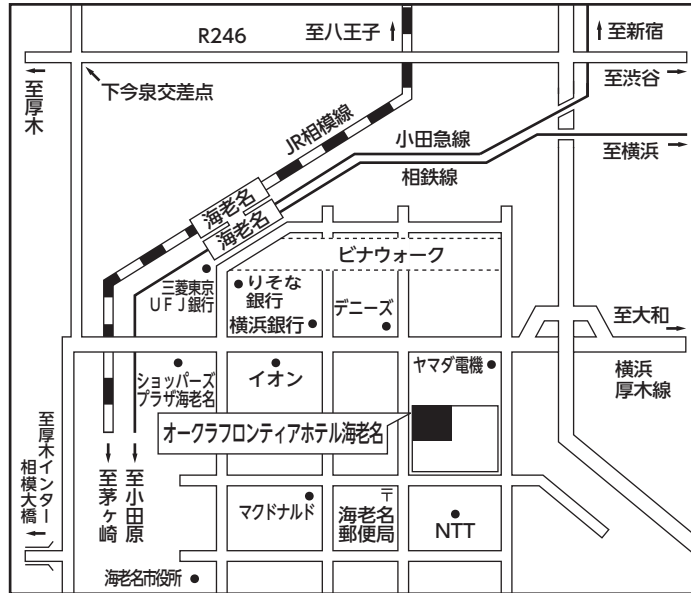 R246
至八王子
至新宿
至厚木
下今泉交差点
至渋谷
JR相模線
小田急線
至横浜
相鉄線
海老名
海老名
ビナウォーク
三菱東京
UFJ銀行
りそな
銀行
横浜銀行
デニーズ
至大和
ショッパーズ
プラザ海老名
イオン
ヤマダ電機
横浜
厚木線
オークラフロンティアホテル海老名
至厚木インター
相模大橋
至茅ヶ崎
至小田原
マクドナルド
〒
海老名
郵便局
NTT
海老名市役所